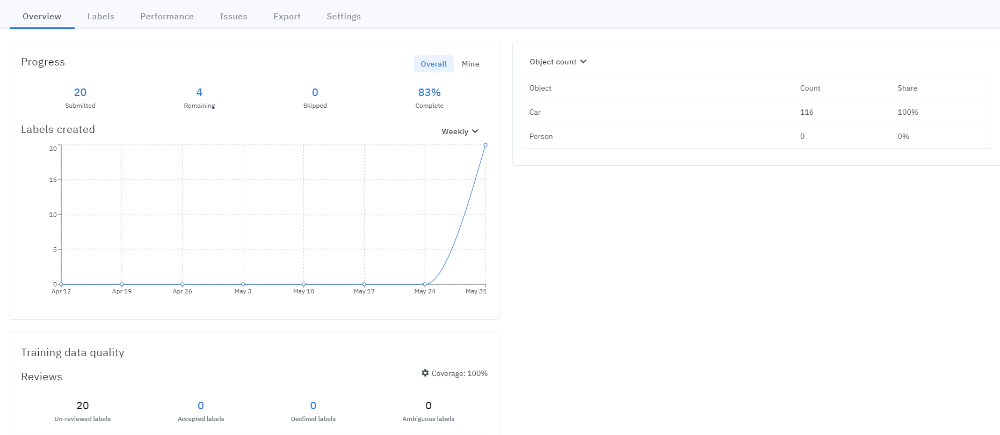 Overview Labels Performance Issues Export Settings
Progress
Overall Mine
20 4 0 83%
Submitted Remaining Skipped Complete
Labels created
Weekly
20
15
10
5
0
Apr 12 Apr 19 Apr 26 May 3 May 10 May 17 May 24 May 31
Training data quality
Reviews
Coverage: 100%
20 0 0 0
Un-reviewed labels Accepted labels Declined labels Ambiguous labels
Object count
Object Count Share
Car 116 100%
Person 0 0%